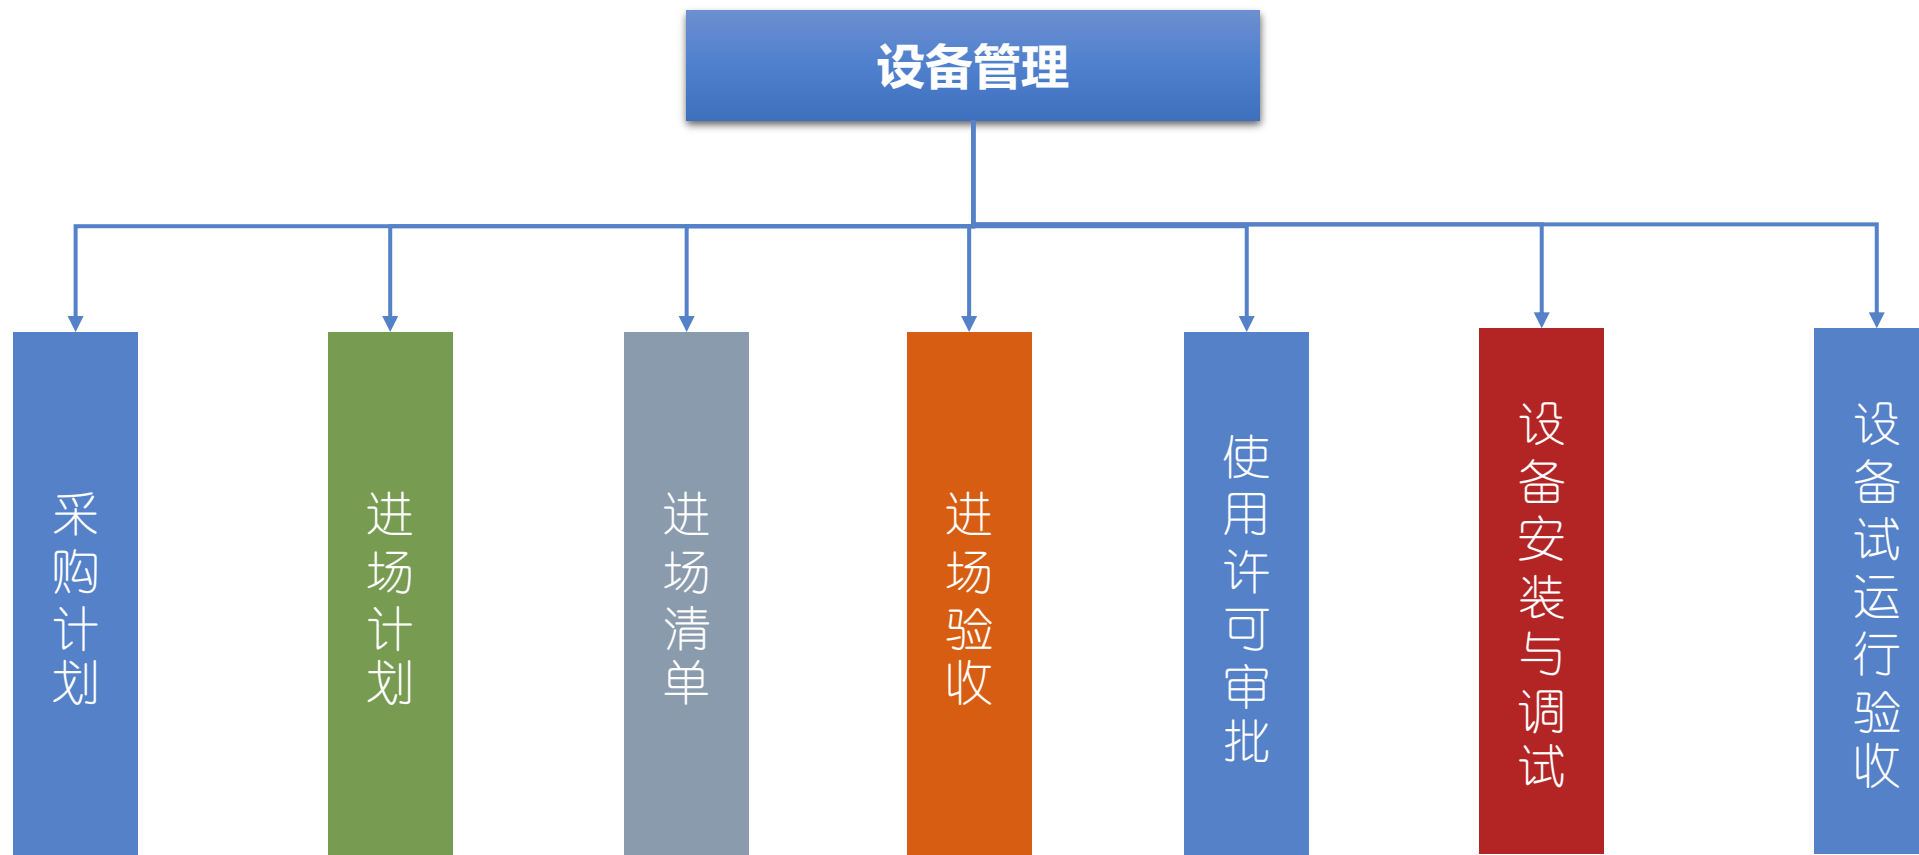 设备管理
采购计划
进场计划
进场清单
进场验收
使用许可审批
设备安装与调试
设备试运行验收